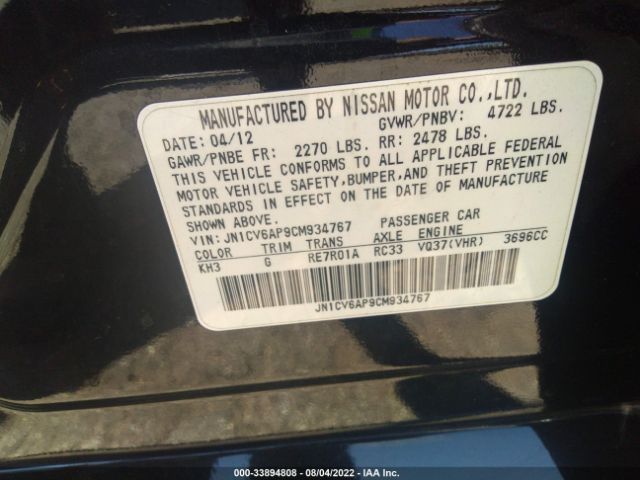 MANUFACTURED BY NISSAN MOTOR CO.,LTD.
DATE: 04/12 GVWR/PNBV: 4722 LBS.
GAWR/PNBE FR: 2270 LBS. RR: 2478 LBS.
THIS VEHICLE CONFORMS TO ALL APPLICABLE FEDERAL
MOTOR VEHICLE SAFETY,BUMPER,AND THEFT PREVENTION
STANDARDS IN EFFECT ON THE DATE OF MANUFACTURE
SHOWN ABOVE.
VIN: JN1CV6AP9CM934767 PASSENGER CAR
COLOR TRIM TRANS AXLE ENGINE
KH3 G RE7R01A RC33 VQ37(VHR) 3696CC
JN1CV6AP9CM934767
000-33894808 - 08/04/2022 - IAA Inc.